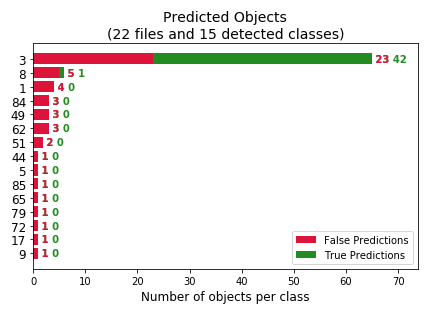 Predicted Objects
(22 files and 15 detected classes)
3 23 42
8 5 1
1 4 0
84 3 0
49 3 0
62 3 0
51 2 0
44 1 0
5 1 0
85 1 0
65 1 0
79 1 0
72 1 0
17 1 0
9 1 0
False Predictions
True Predictions
0 10 20 30 40 50 60 70
Number of objects per class